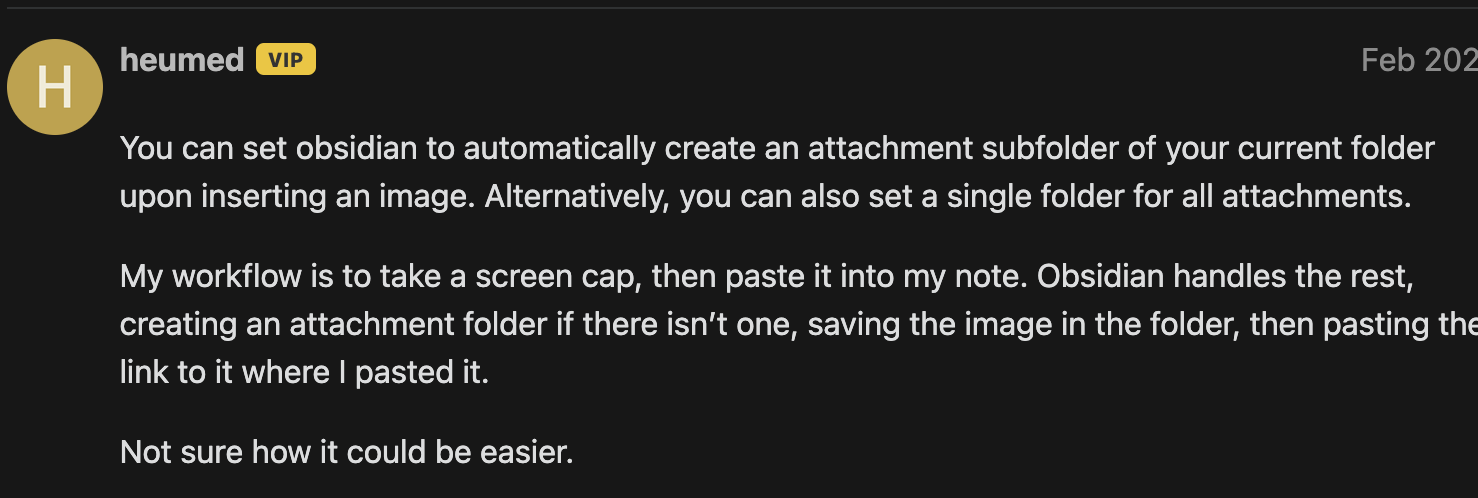 H
heumed VIP Feb 202
You can set obsidian to automatically create an attachment subfolder of your current folder
upon inserting an image. Alternatively, you can also set a single folder for all attachments.
My workflow is to take a screen cap, then paste it into my note. Obsidian handles the rest,
creating an attachment folder if there isn’t one, saving the image in the folder, then pasting the
link to it where I pasted it.
Not sure how it could be easier.